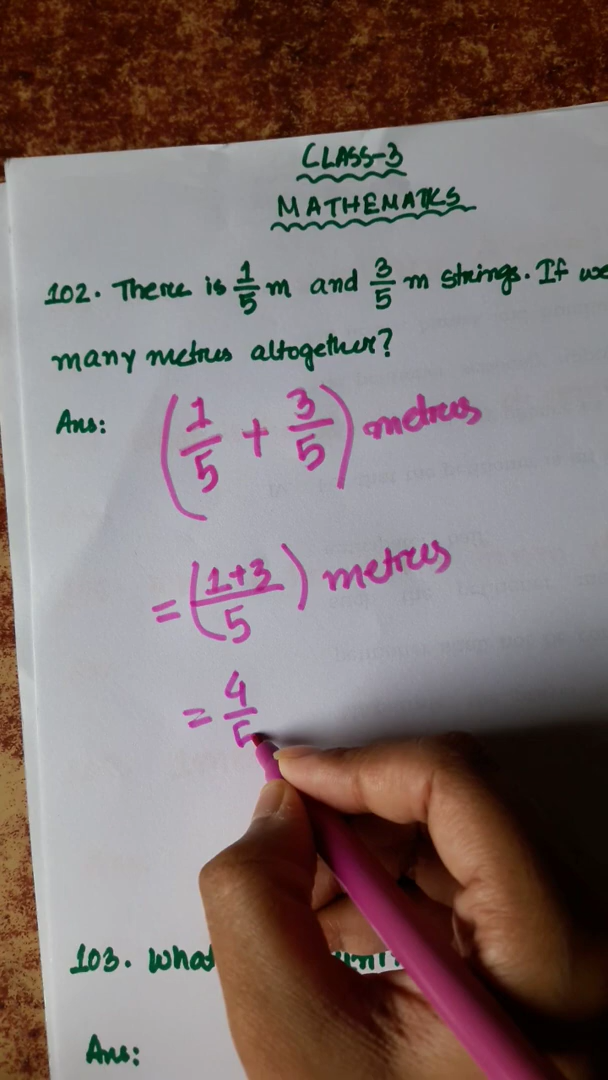 CLASS-3
MATHEMATICS
102. There is 1/5 m and 3/5 m strings. If we
many metres altogether?
Ans: (1/5 + 3/5) metres
= (1+3/5) metres
= 4/5
103. What
Ans: